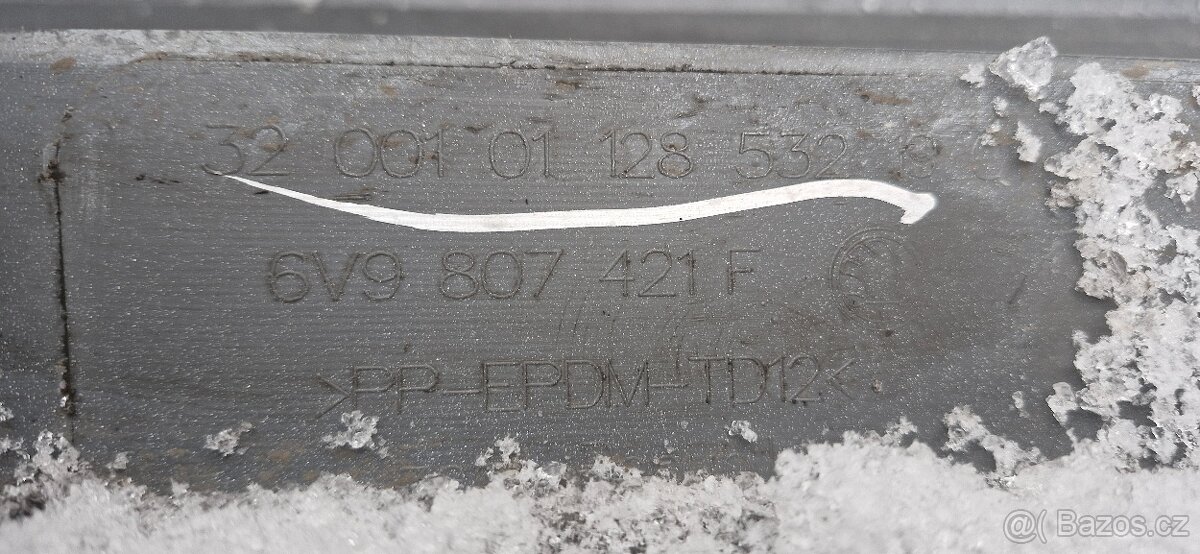 32 001 01 128 532
6V9 807 421 F
>PP-EPDM-TD12<
@( Bazos.cz